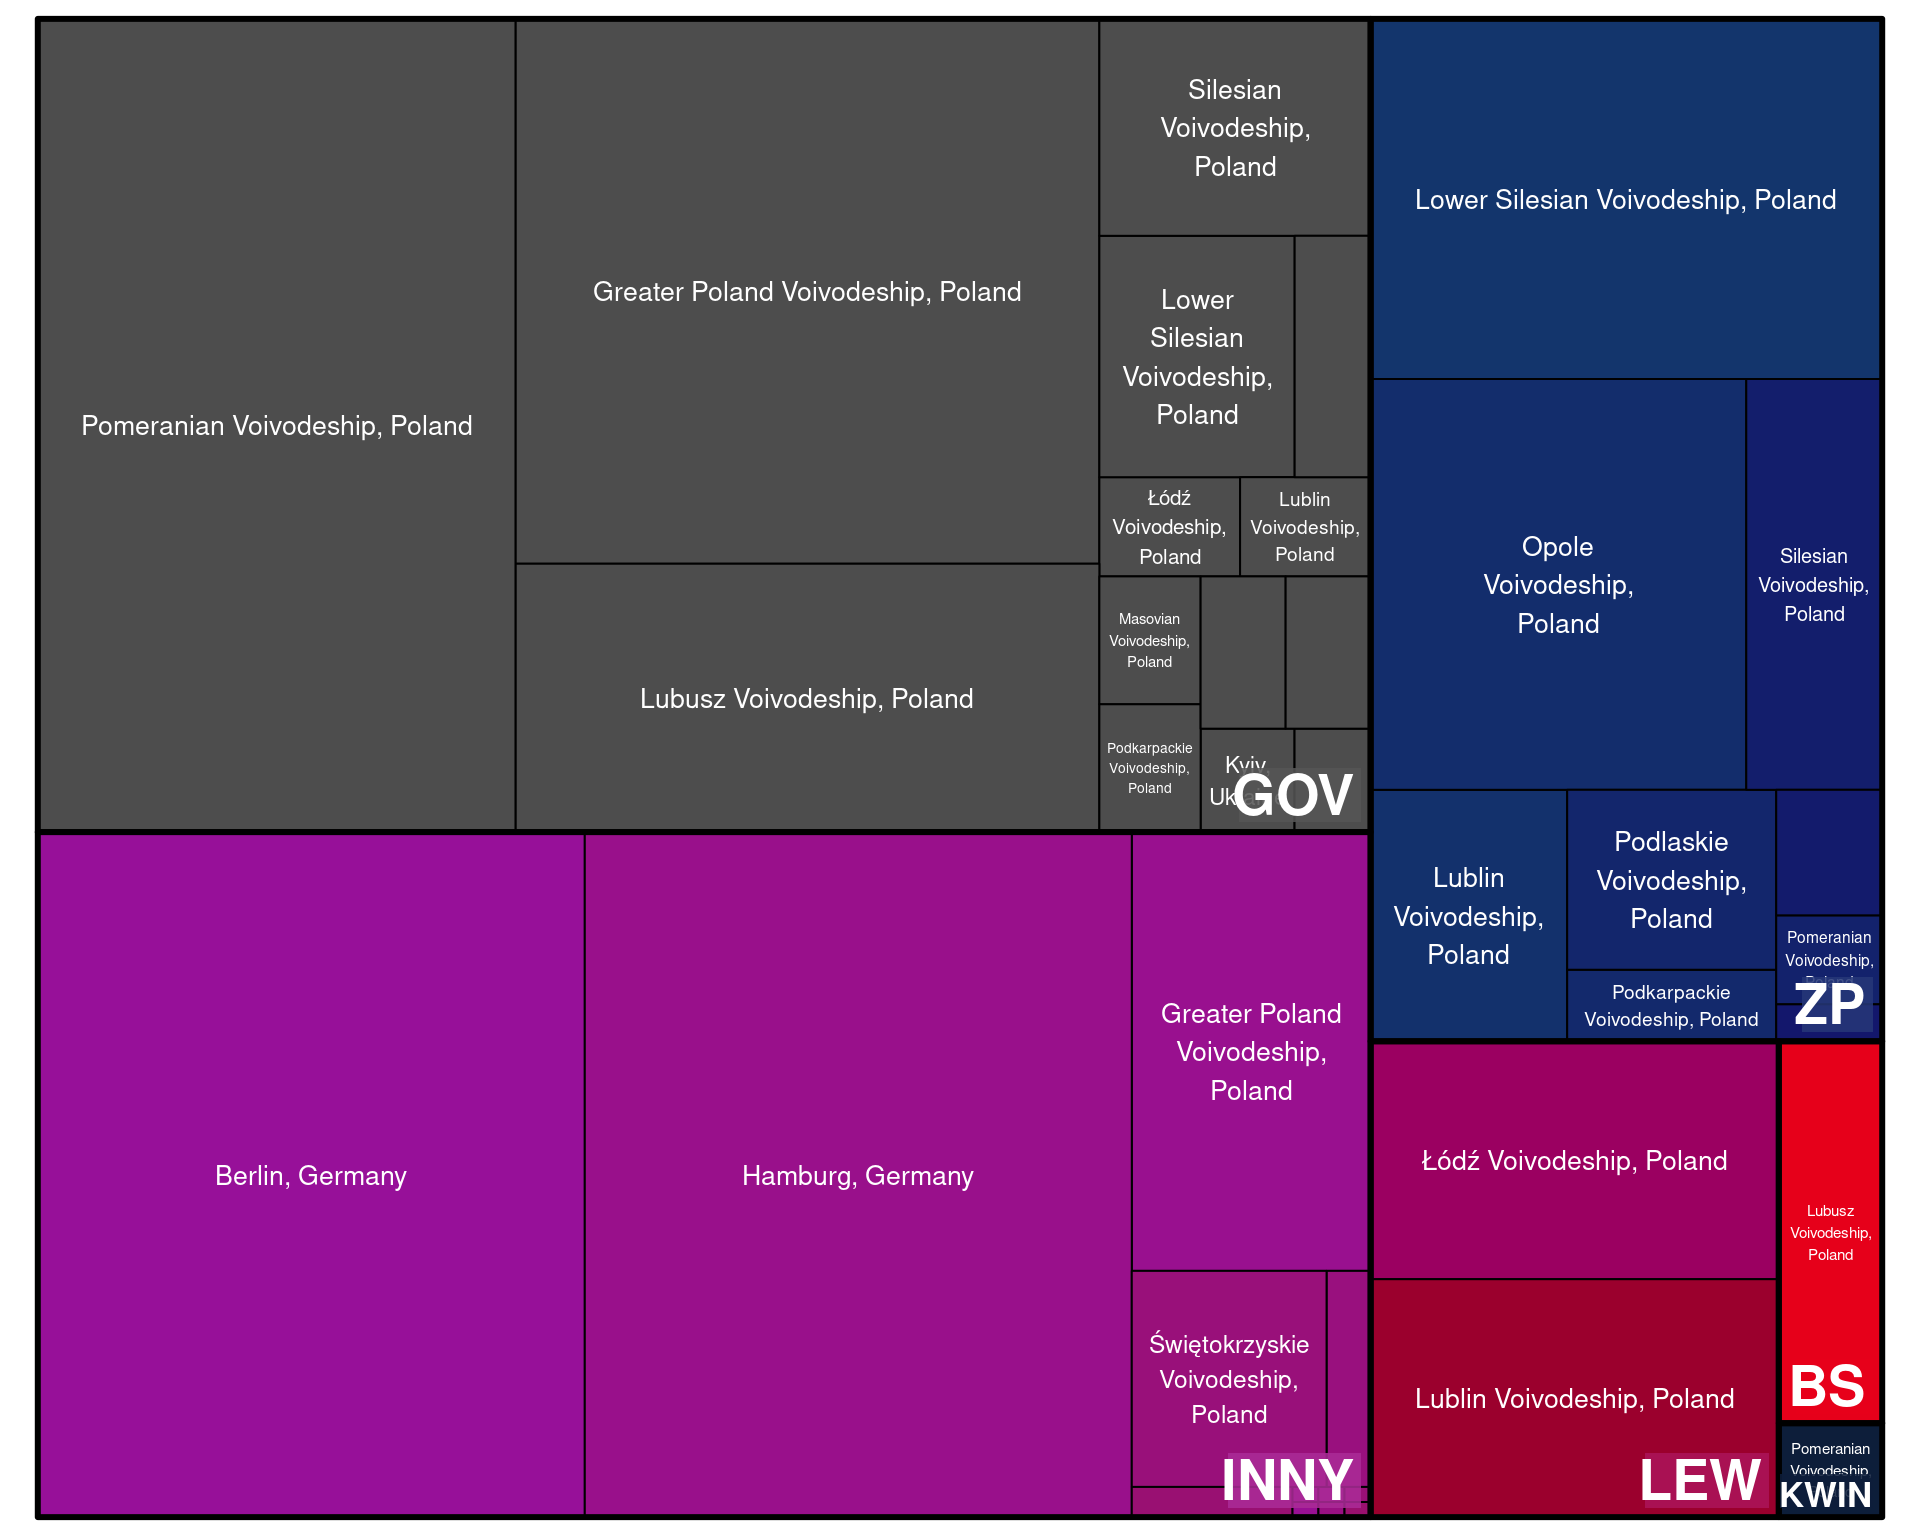 Pomeranian Voivodeship, Poland
Greater Poland Voivodeship, Poland
Lubusz Voivodeship, Poland
Silesian
Voivodeship,
Poland
Lower
Silesian
Voivodeship,
Poland
Łódź
Voivodeship,
Poland
Lublin
Voivodeship,
Poland
Masovian
Voivodeship,
Poland
Podkarpackie
Voivodeship,
Poland
Kyiv,
GOV
Berlin, Germany
Hamburg, Germany
Greater Poland
Voivodeship,
Poland
Świętokrzyskie
Voivodeship,
Poland
INNY
Lower Silesian Voivodeship, Poland
Opole
Voivodeship,
Poland
Silesian
Voivodeship,
Poland
Lublin
Voivodeship,
Poland
Podlaskie
Voivodeship,
Poland
Podkarpackie
Voivodeship, Poland
Pomeranian
Voivodeship,
ZP
Łódź Voivodeship, Poland
Lublin Voivodeship, Poland
LEW
Lubusz
Voivodeship,
Poland
BS
Pomeranian
Voivodeship,
KWIN